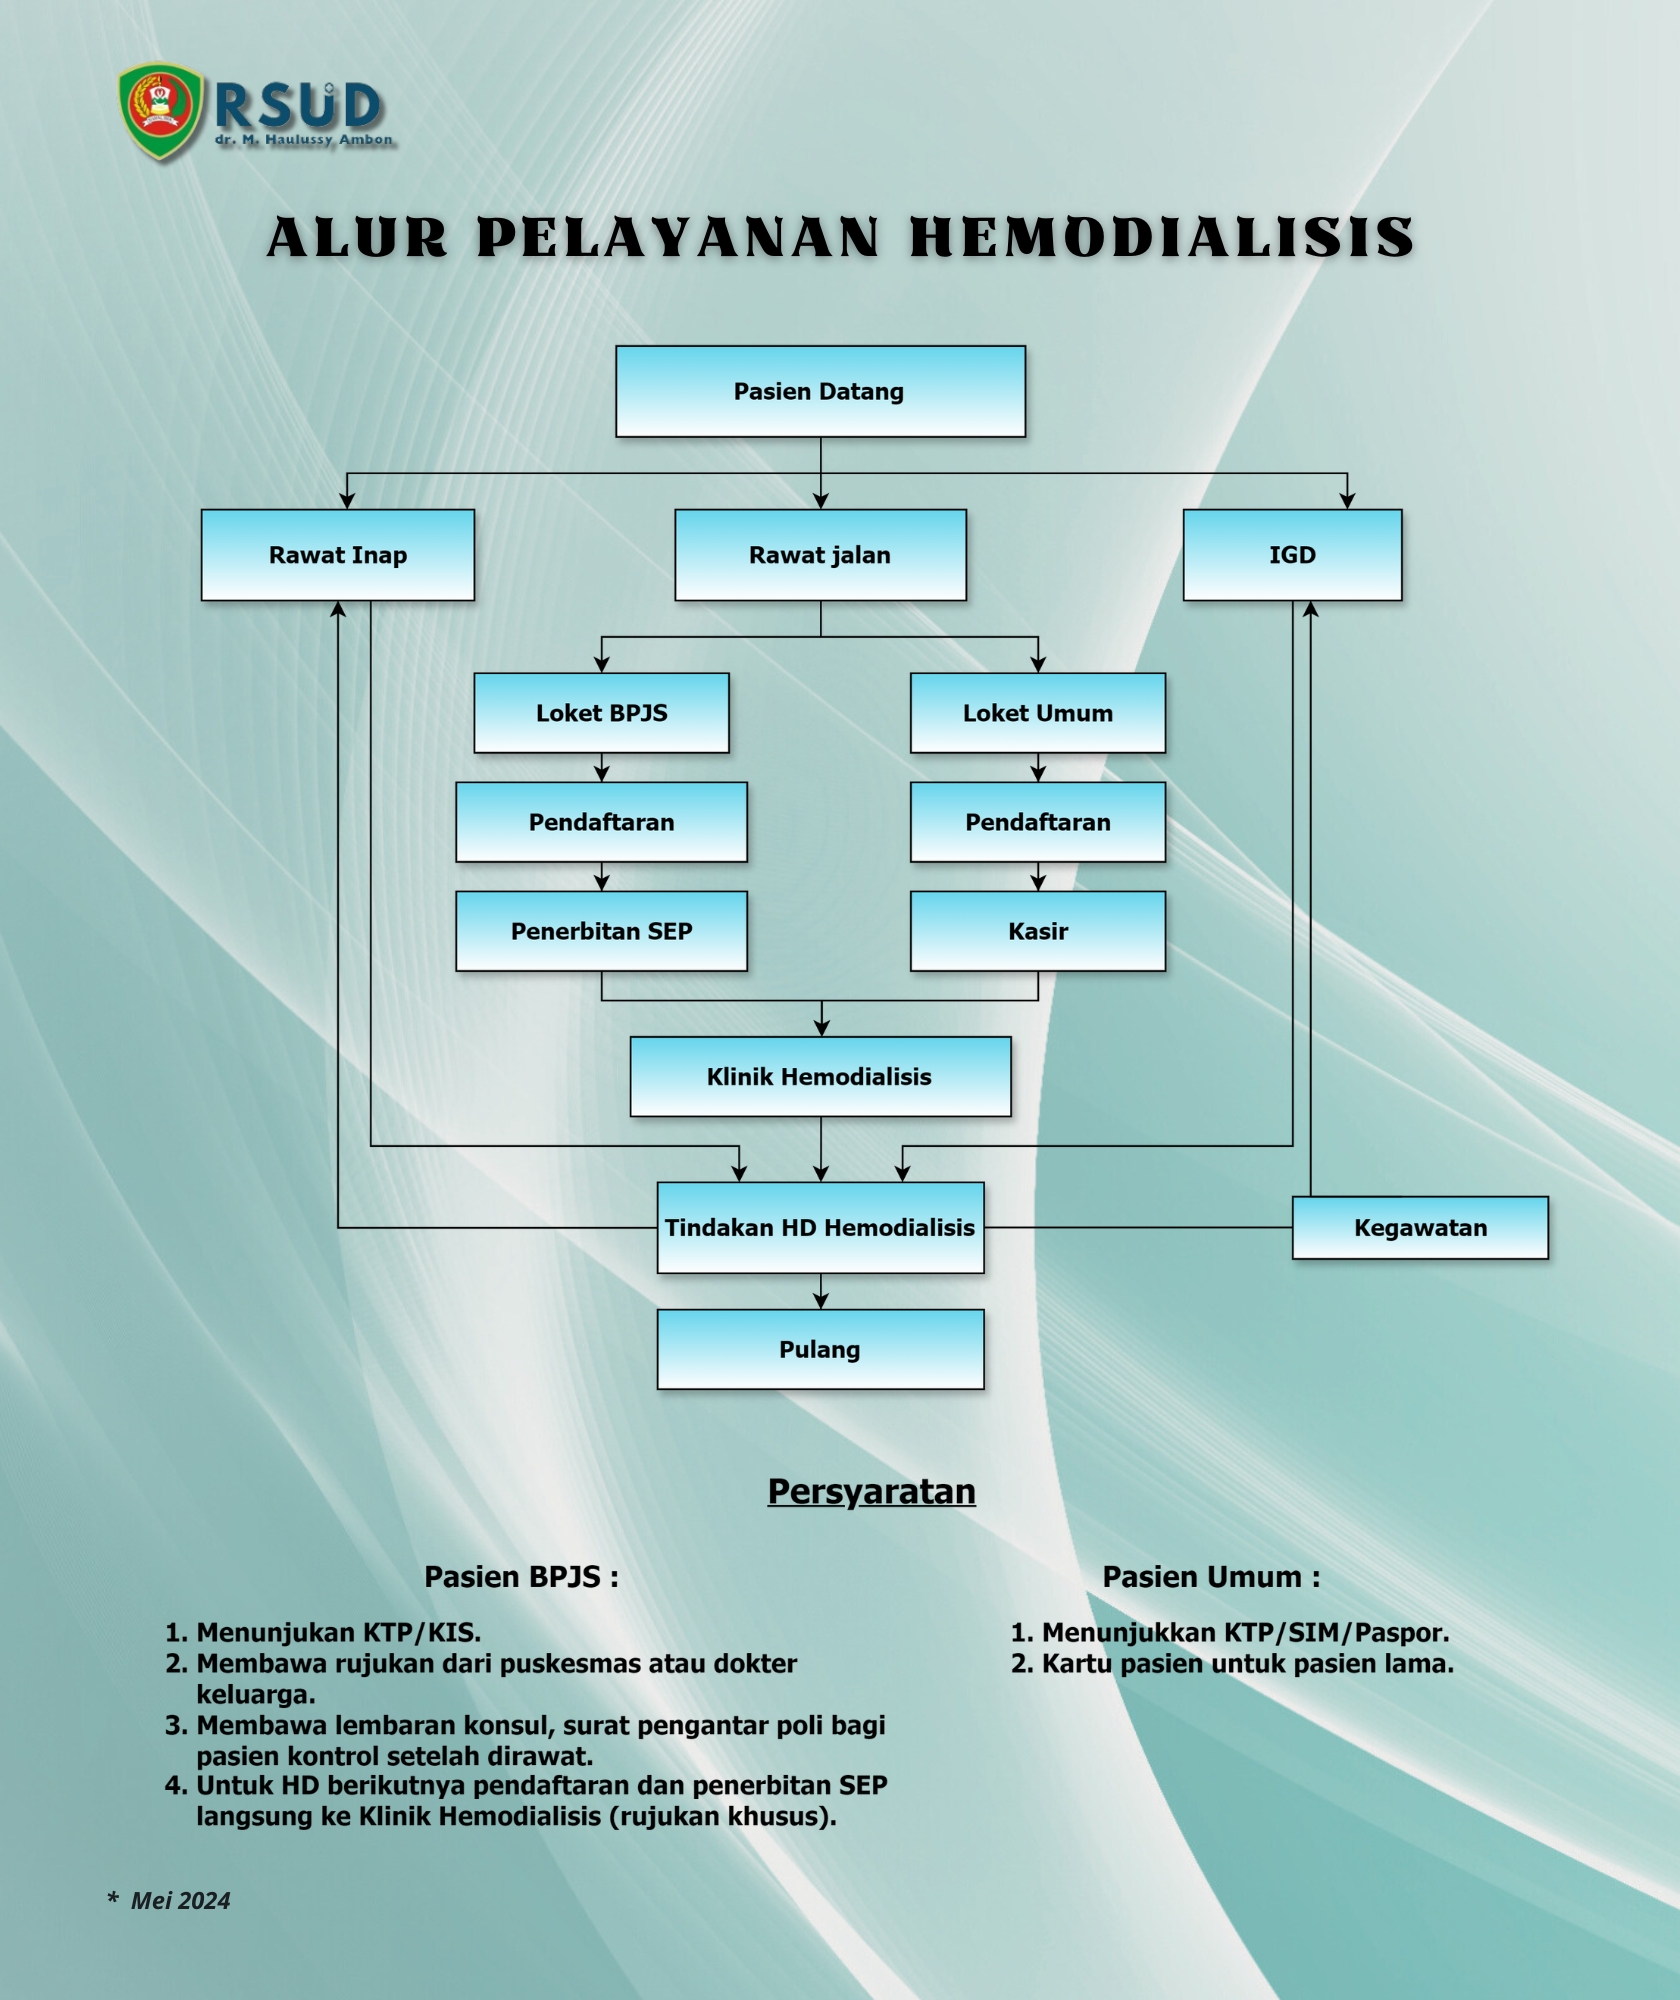 RSUD
dr. M. Haulussy Ambon
ALUR PELAYANAN HEMODIALISIS
Pasien Datang
Rawat Inap
Rawat jalan
IGD
Loket BPJS
Loket Umum
Pendaftaran
Pendaftaran
Penerbitan SEP
Kasir
Klinik Hemodialisis
Tindakan HD Hemodialisis
Kegawatan
Pulang
Persyaratan
Pasien BPJS :
1. Menunjukan KTP/KIS.
2. Membawa rujukan dari puskesmas atau dokter
keluarga.
3. Membawa lembaran konsul, surat pengantar poli bagi
pasien kontrol setelah dirawat.
4. Untuk HD berikutnya pendaftaran dan penerbitan SEP
langsung ke Klinik Hemodialisis (rujukan khusus).
Pasien Umum :
1. Menunjukkan KTP/SIM/Paspor.
2. Kartu pasien untuk pasien lama.
* Mei 2024